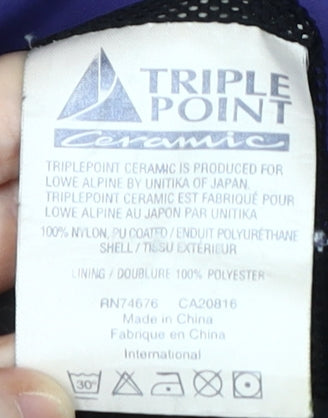 TRIPLE
POINT
Ceramic
TRIPLEPOINT CERAMIC IS PRODUCED FOR
LOWE ALPINE BY UNITIKA OF JAPAN.
TRIPLEPOINT CERAMIC EST FABRIQUÉ POUR
LOWE ALPINE AU JAPON PAR UNITIKA
100% NYLON, PU COATED / ENDUIT POLYURETHANE
SHELL / TISSU EXTÉRIEUR
LINING / DOUBLURE 100% POLYESTER
RN74676 CA20816
Made in China
Fabrique en China
International
30°